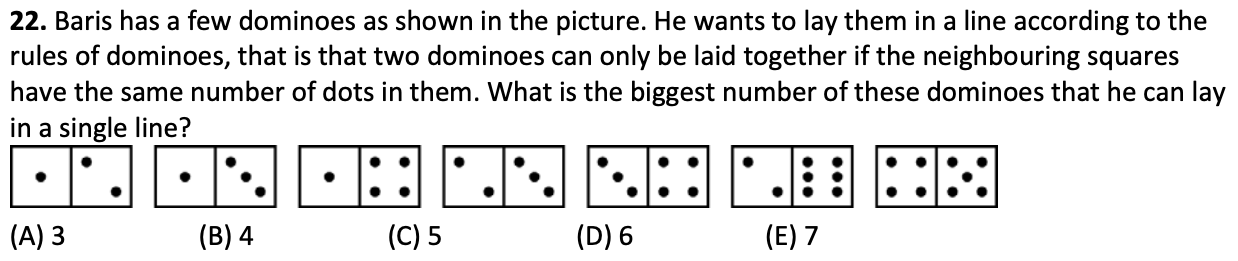 22. Baris has a few dominoes as shown in the picture. He wants to lay them in a line according to the
rules of dominoes, that is that two dominoes can only be laid together if the neighbouring squares
have the same number of dots in them. What is the biggest number of these dominoes that he can lay
in a single line?
(A) 3 (B) 4 (C) 5 (D) 6 (E) 7